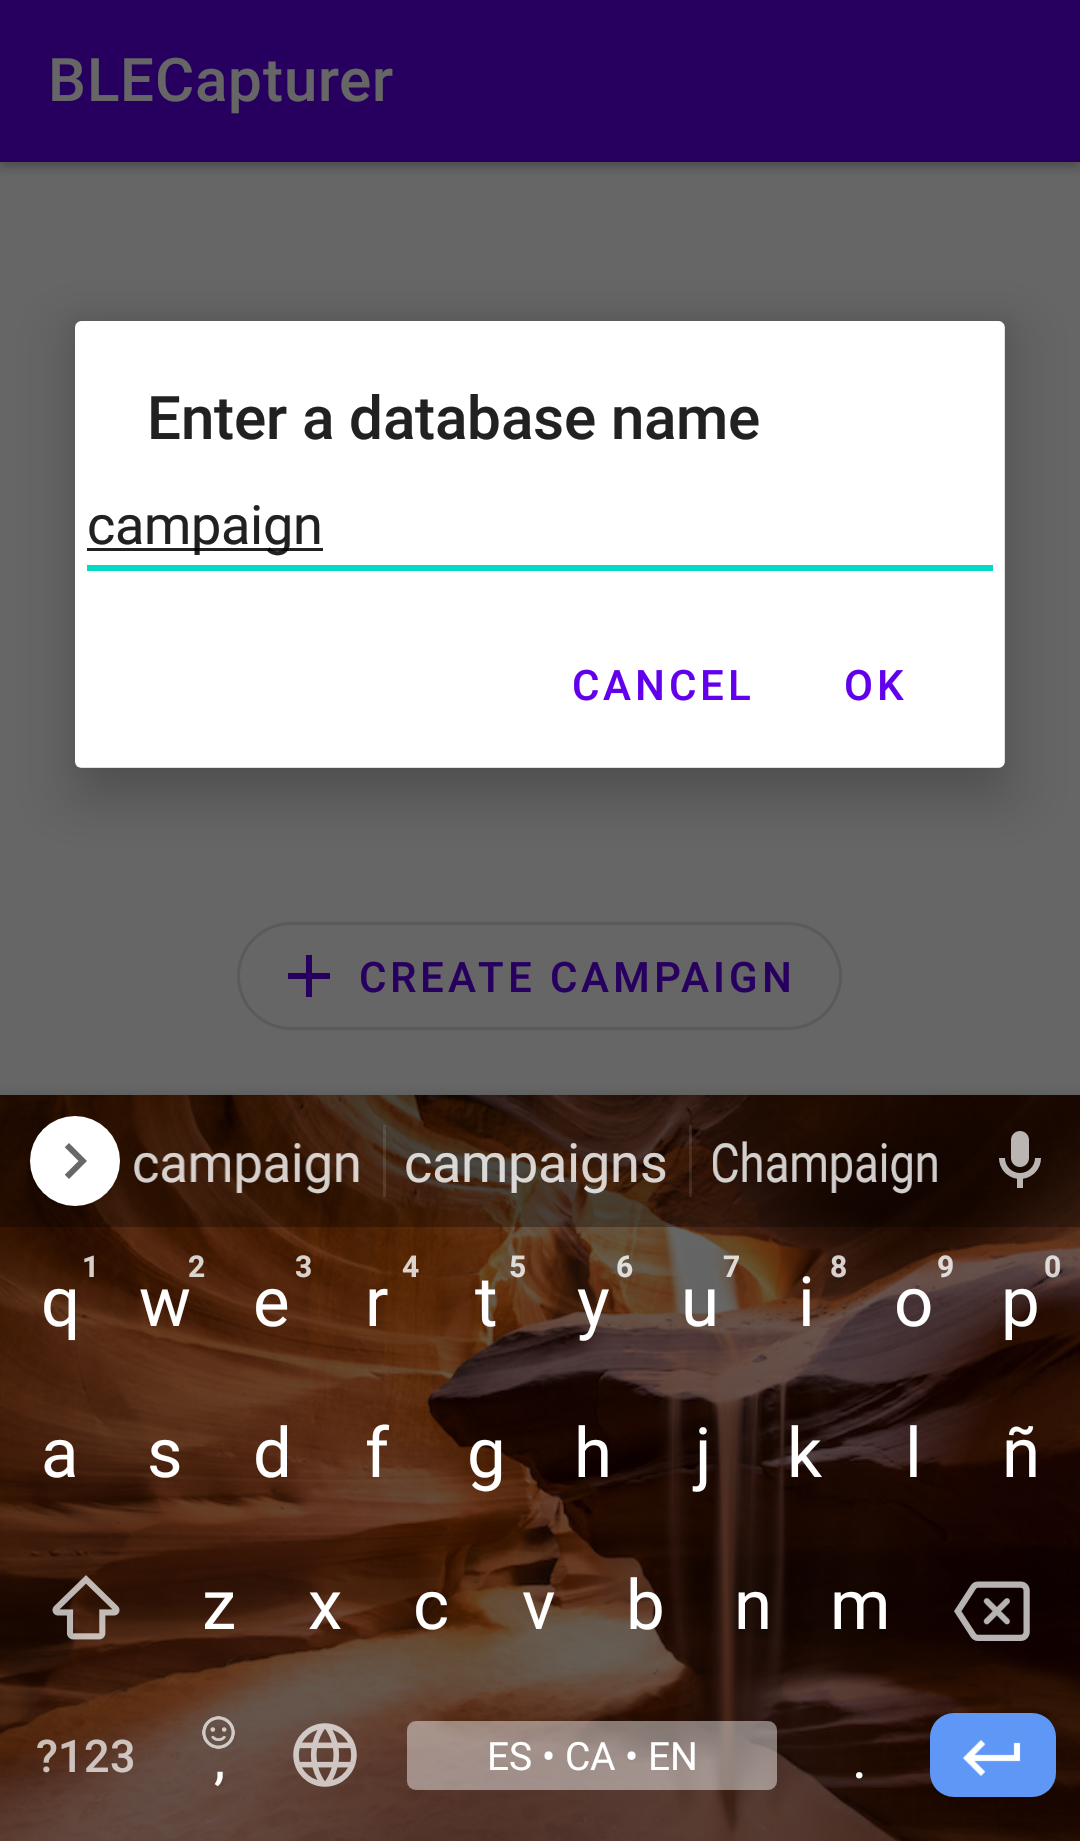 BLECapturer
Enter a database name
campaign
CANCEL OK
CREATE CAMPAIGN
campaign campaigns Champaign
1 2 3 4 5 6 7 8 9 0
q w e r t y u i o p
a s d f g h j k l ñ
z x c v b n m
?123 , ES • CA • EN .